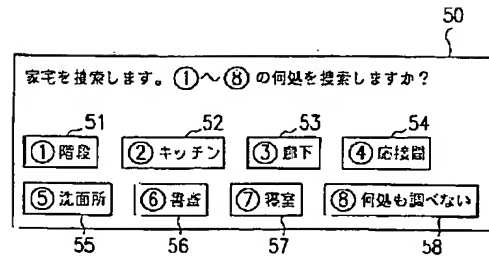 50
家宅を捜索します。①〜⑧の何処を捜索しますか?
51 52 53 54
①階段 ②キッチン ③廊下 ④応接間
⑤洗面所 ⑥書斎 ⑦寝室 ⑧何処も調べない
55 56 57 58